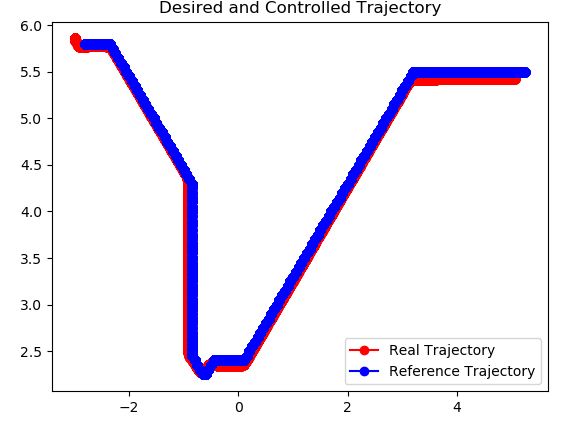 Desired and Controlled Trajectory
6.0
5.5
5.0
4.5
4.0
3.5
3.0
2.5
−2 0 2 4
Real Trajectory
Reference Trajectory